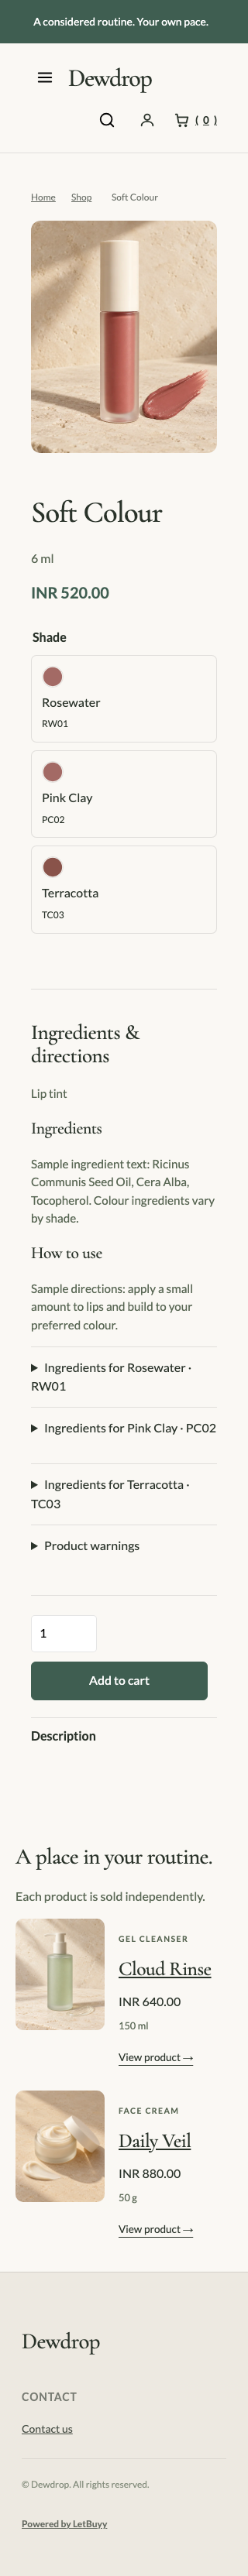 A considered routine. Your own pace.
Dewdrop
( 0 )
Home Shop Soft Colour
Soft Colour
6 ml
INR 520.00
Shade
Rosewater
RW01
Pink Clay
PC02
Terracotta
TC03
Ingredients &
directions
Lip tint
Ingredients
Sample ingredient text: Ricinus
Communis Seed Oil, Cera Alba,
Tocopherol. Colour ingredients vary
by shade.
How to use
Sample directions: apply a small
amount to lips and build to your
preferred colour.
Ingredients for Rosewater ·
RW01
Ingredients for Pink Clay · PC02
Ingredients for Terracotta ·
TC03
Product warnings
1
Add to cart
Description
A place in your routine.
Each product is sold independently.
GEL CLEANSER
Cloud Rinse
INR 640.00
150 ml
View product →
FACE CREAM
Daily Veil
INR 880.00
50 g
View product →
Dewdrop
CONTACT
Contact us
© Dewdrop. All rights reserved.
Powered by LetBuyy